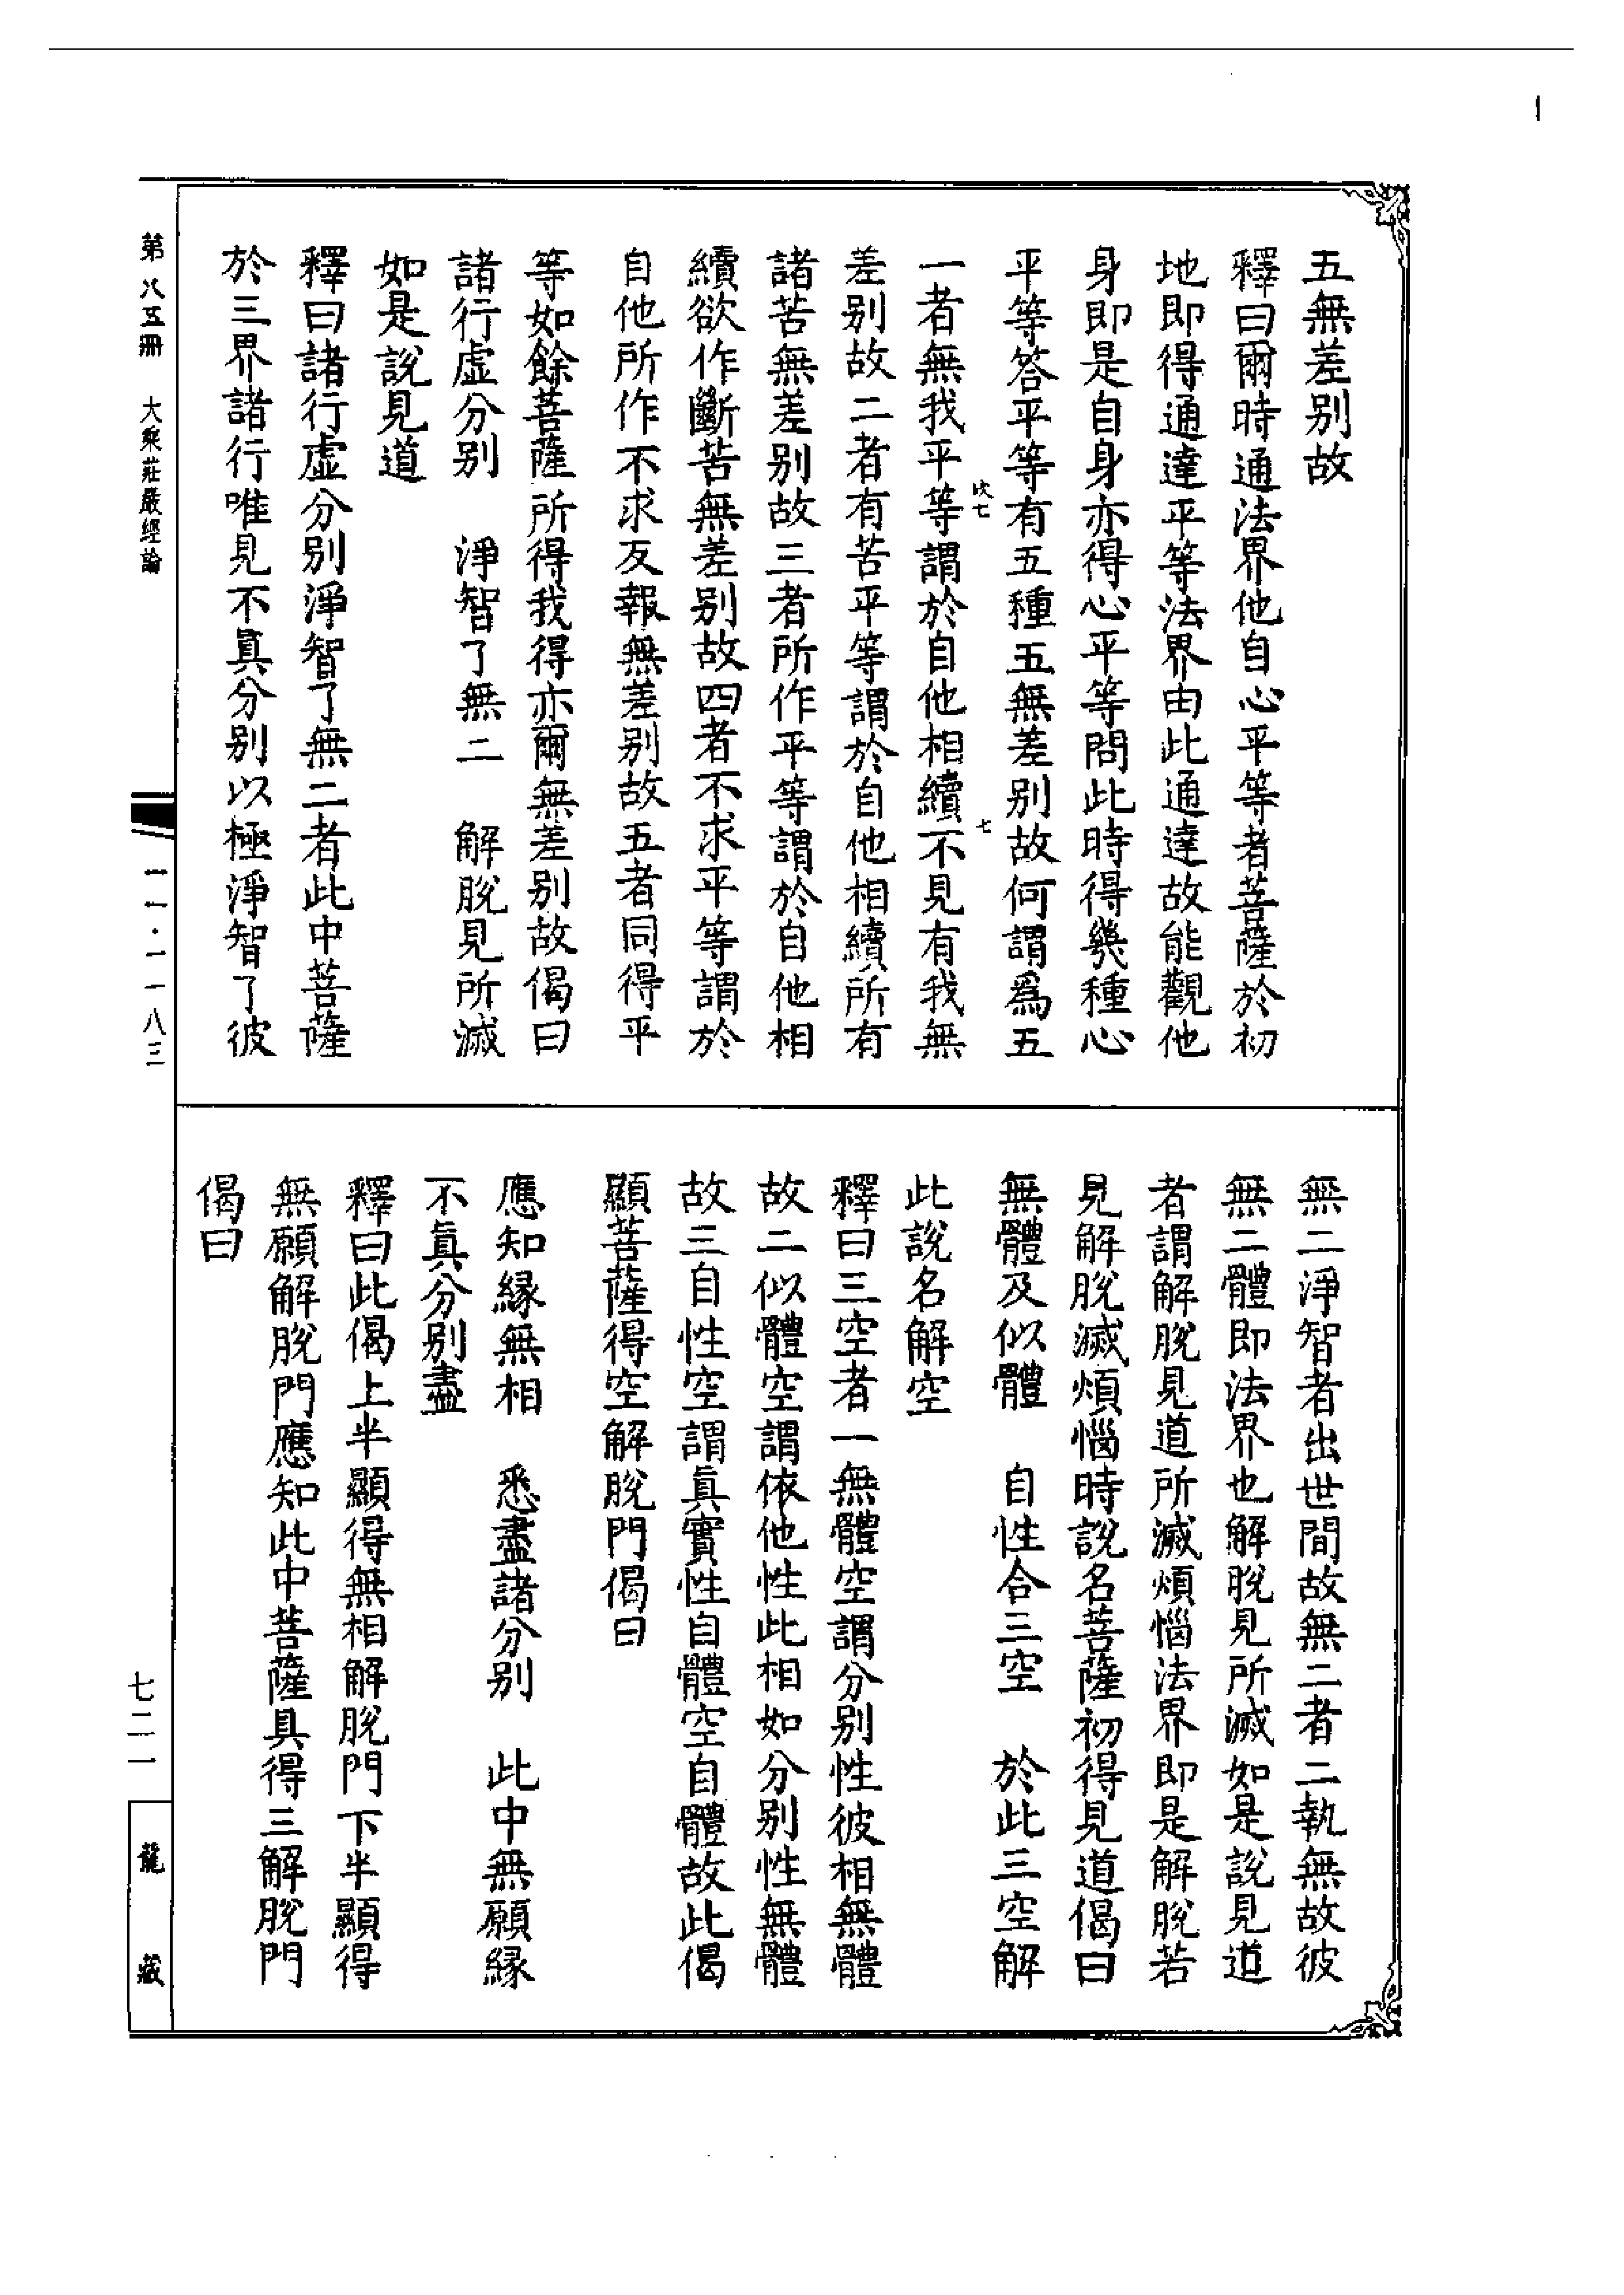 五無差别故
釋曰爾時通法界他自心平等者菩薩於初
地即得通達平等法界由此通達故能觀他
身即是自身亦得心平等問此時得幾種心
平等答平等有五種五無差别故何謂爲五
一者無我平等謂於自他相續不見有我無
差别故二者有苦平等謂於自他相續所有
諸苦無差别故三者所作平等謂於自他相
續欲作斷苦無差别故四者不求平等謂於
自他所作不求反報無差别故五者同得平
等如餘菩薩所得我得亦爾無差别故偈曰
諸行虛分别　淨智了無二　解脫見所滅
如是說見道
釋曰諸行虛分别淨智了無二者此中菩薩
於三界諸行唯見不真分别以極淨智了彼
無二淨智者出世間故無二者二執無故彼
無二體即法界也解脫見所滅如是說見道
者謂解脫見道所滅煩惱法界即是解脫若
見解脫滅煩惱時說名菩薩初得見道偈曰
無體及似體　自性合三空　於此三空解
此說名解空
釋曰三空者一無體空謂分别性彼相無體
故二似體空謂依他性此相如分别性無體
故三自性空謂真實性自體空自體故此偈
顯菩薩得空解脫門偈曰
應知緣無相　悉盡諸分别　此中無願緣
不真分别盡
釋曰此偈上半顯得無相解脫門下半顯得
無願解脫門應知此中菩薩具得三解脫門
偈曰
第八五冊　大乘莊嚴經論
一一·一一八三
七二一
龍藏